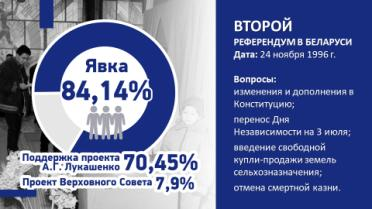 Явка
84,14%
Поддержка проекта
А.Г. Лукашенко 70,45%
Проект Верховного Совета 7,9%
ВТОРОЙ
РЕФЕРЕНДУМ В БЕЛАРУСИ
Дата: 24 ноября 1996 г.
Вопросы:
изменения и дополнения в
Конституцию;
перенос Дня
Независимости на 3 июля;
введение свободной
купли-продажи земель
сельхозназначения;
отмена смертной казни.